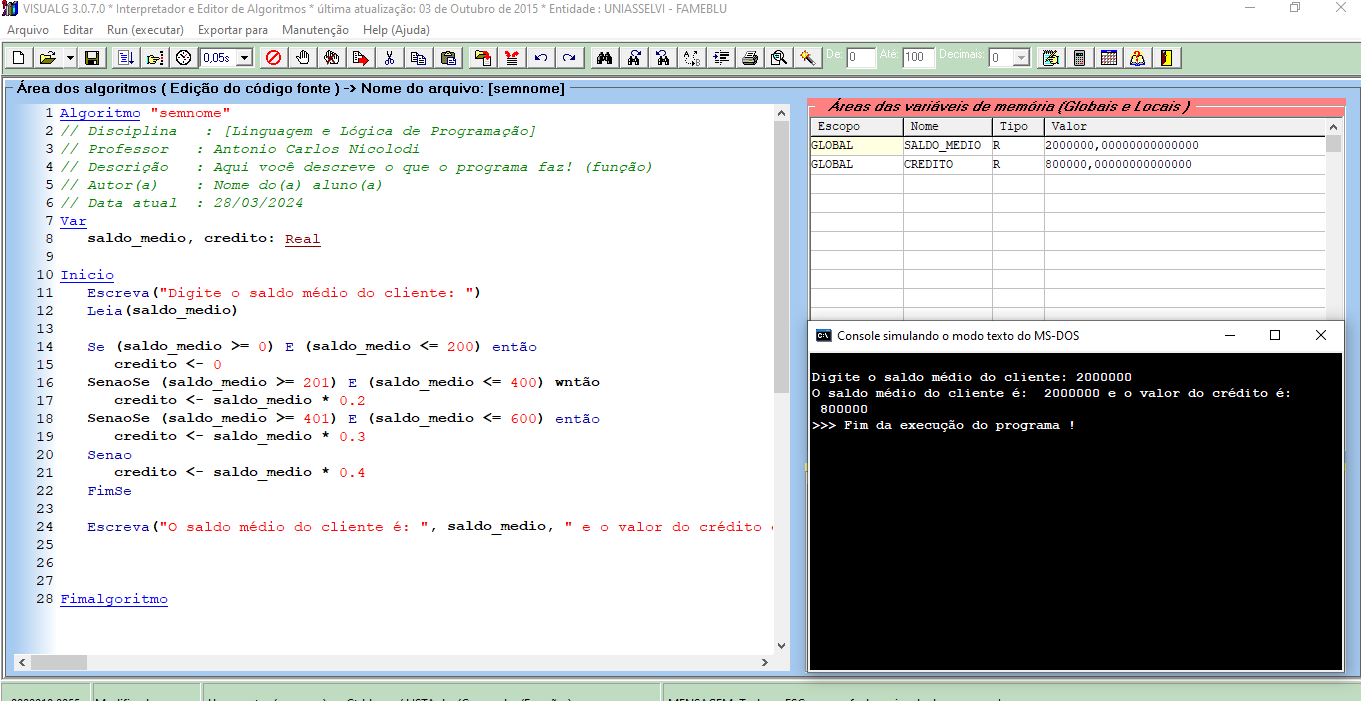 VISUALG 3.0.7.0 * Interpretador e Editor de Algoritmos * última atualização: 03 de Outubro de 2015 * Entidade : UNIASSELVI - FAMEBLU
Arquivo Editar Run (executar) Exportar para Manutenção Help (Ajuda)
0,05s De: 0 Até: 100 Decimais: 0
Área dos algoritmos ( Edição do código fonte ) -> Nome do arquivo: [semnome]
1 Algoritmo "semnome"
2 // Disciplina : [Linguagem e Lógica de Programação]
3 // Professor : Antonio Carlos Nicolodi
4 // Descrição : Aqui você descreve o que o programa faz! (função)
5 // Autor(a) : Nome do(a) aluno(a)
6 // Data atual : 28/03/2024
7 Var
8 saldo_medio, credito: Real
9
10 Inicio
11 Escreva("Digite o saldo médio do cliente: ")
12 Leia(saldo_medio)
13
14 Se (saldo_medio >= 0) E (saldo_medio <= 200) então
15 credito <- 0
16 SenaoSe (saldo_medio >= 201) E (saldo_medio <= 400) wntão
17 credito <- saldo_medio * 0.2
18 SenaoSe (saldo_medio >= 401) E (saldo_medio <= 600) então
19 credito <- saldo_medio * 0.3
20 Senao
21 credito <- saldo_medio * 0.4
22 FimSe
23
24 Escreva("O saldo médio do cliente é: ", saldo_medio, " e o valor do crédito
25
26
27
28 Fimalgoritmo
Áreas das variáveis de memória (Globais e Locais )
Escopo Nome Tipo Valor
GLOBAL SALDO_MEDIO R 2000000,00000000000000
GLOBAL CREDITO R 800000,00000000000000
Console simulando o modo texto do MS-DOS
Digite o saldo médio do cliente: 2000000
O saldo médio do cliente é: 2000000 e o valor do crédito é:
800000
>>> Fim da execução do programa !